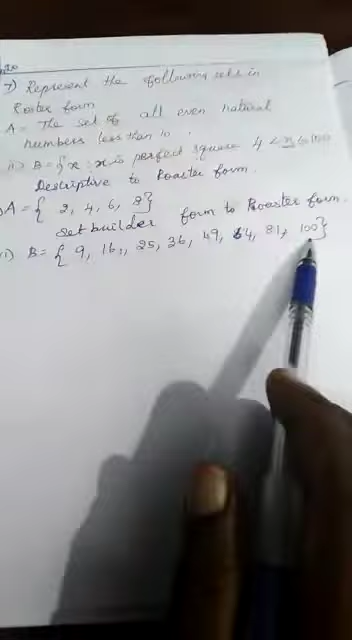 7) Represent the following sets in
Roster form
A = The set of all even natural
numbers less than 10.
ii) B = { x : x is perfect square 4 < x ≤ 100
Descriptive to Roaster form.
A = { 2, 4, 6, 8 }
Set builder form to Roaster form.
ii) B = { 9, 16, 25, 36, 49, 64, 81, 100 }